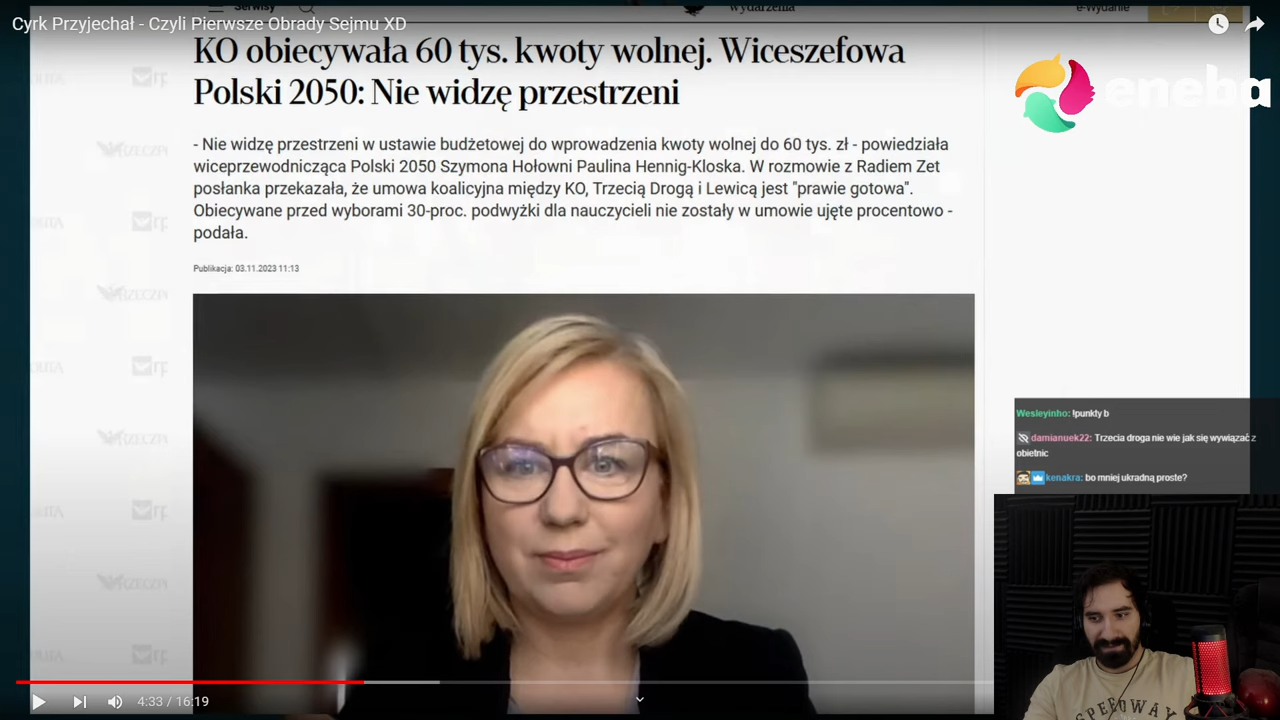 Serwisy
wydarzenia
e-Wydanie
Cyrk Przyjechał - Czyli Pierwsze Obrady Sejmu XD
KO obiecywała 60 tys. kwoty wolnej. Wiceszefowa
Polski 2050: Nie widzę przestrzeni
eneba
- Nie widzę przestrzeni w ustawie budżetowej do wprowadzenia kwoty wolnej do 60 tys. zł - powiedziała
wiceprzewodnicząca Polski 2050 Szymona Hołowni Paulina Hennig-Kloska. W rozmowie z Radiem Zet
posłanka przekazała, że umowa koalicyjna między KO, Trzecią Drogą i Lewicą jest "prawie gotowa".
Obiecywane przed wyborami 30-proc. podwyżki dla nauczycieli nie zostały w umowie ujęte procentowo -
podała.
Publikacja: 03.11.2023 11:13
Wesleyinho: !punkty b
damianuek22: Trzecia droga nie wie jak się wywiązać z
obietnic
kenakra: bo mniej ukradną proste?
SPEEDWAY
4:33 / 16:19